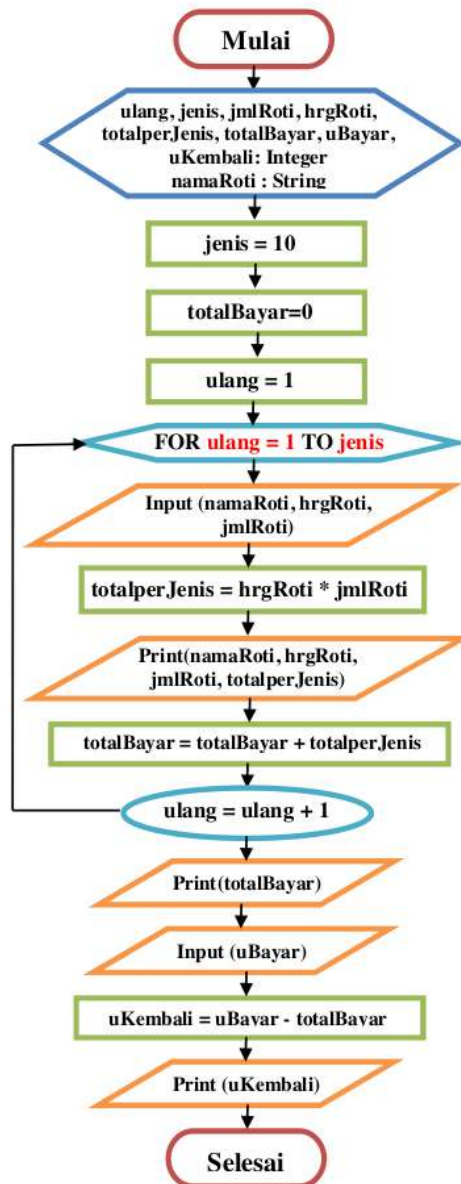 Mulai
ulang, jenis, jmlRoti, hrgRoti,
totalperJenis, totalBayar, uBayar,
uKembali: Integer
namaRoti : String
jenis = 10
totalBayar=0
ulang = 1
FOR ulang = 1 TO jenis
Input (namaRoti, hrgRoti,
jmlRoti)
totalperJenis = hrgRoti * jmlRoti
Print(namaRoti, hrgRoti,
jmlRoti, totalperJenis)
totalBayar = totalBayar + totalperJenis
ulang = ulang + 1
Print(totalBayar)
Input (uBayar)
uKembali = uBayar - totalBayar
Print (uKembali)
Selesai